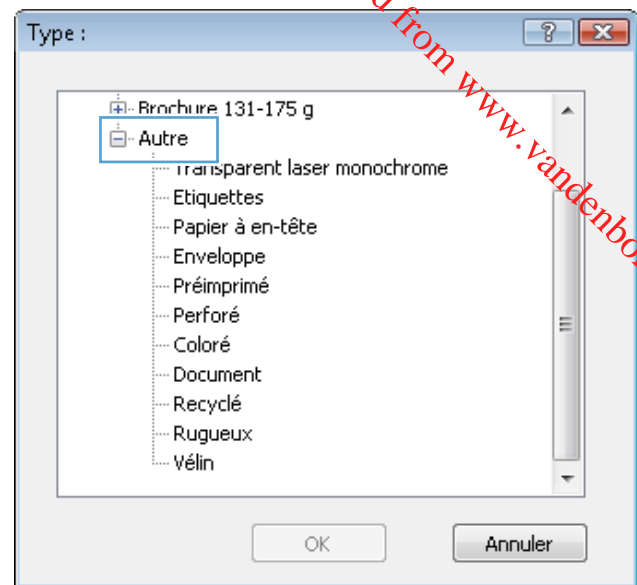 Type :
d from www.vandenbo
Brochure 131-175 g
Autre
Transparent laser monochrome
Etiquettes
Papier à en-tête
Enveloppe
Préimprimé
Perforé
Coloré
Document
Recyclé
Rugueux
Vélin
OK
Annuler